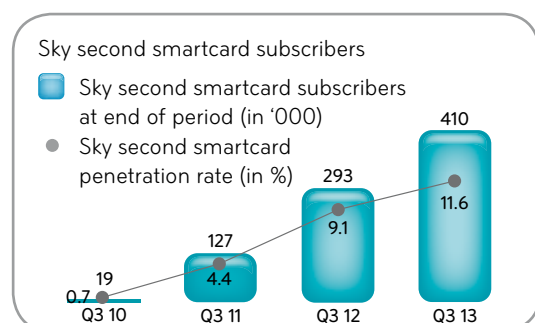 Sky second smartcard subscribers
Sky second smartcard subscribers
at end of period (in ‘000)
Sky second smartcard
penetration rate (in %)
410
293
11.6
9.1
127
4.4
19
0.7
Q3 10 Q3 11 Q3 12 Q3 13